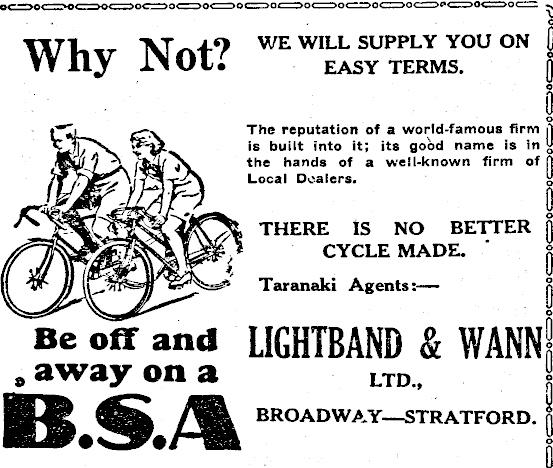 Why Not?
Be off and
away on a
B.S.A
WE WILL SUPPLY YOU ON
EASY TERMS.
The reputation of a world-famous firm
is built into it; its good name is in
the hands of a well-known firm of
Local Dealers.
THERE IS NO BETTER
CYCLE MADE.
Taranaki Agents:—
LIGHTBAND & WANN
LTD.,
BROADWAY—STRATFORD.